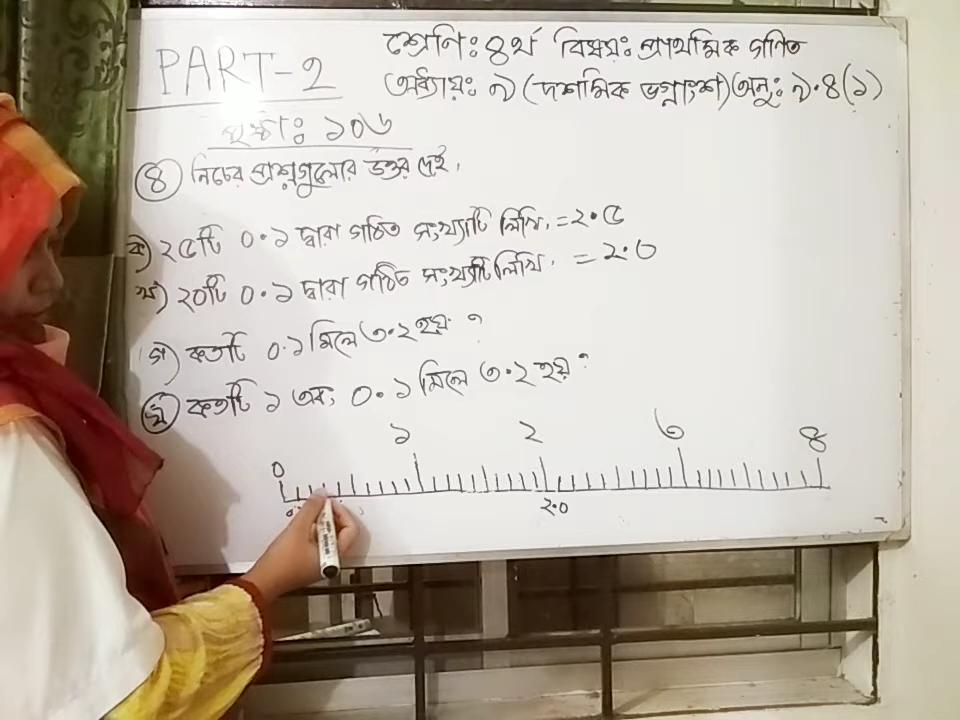 PART-2
শ্রেণি: ৪র্থ বিষয়: প্রাথমিক গণিত
অধ্যায়: ৯ (দশমিক ভগ্নাংশ) অনু: ৯.৪(১)
পৃষ্ঠা: ১০৬
৪ নিচের প্রশ্নগুলোর উত্তর দেই।
ক) ২৫টি ০.১ দ্বারা গঠিত সংখ্যাটি লিখি। = ২.৫
খ) ২০টি ০.১ দ্বারা গঠিত সংখ্যাটি লিখি। = ২.০
গ) কতটি ০.১ মিলে ৩.২ হয় ?
ঘ) কতটি ১ এবং ০.১ মিলে ৩.২ হয় ?
০ ১ ২ ৩ ৪
২.০